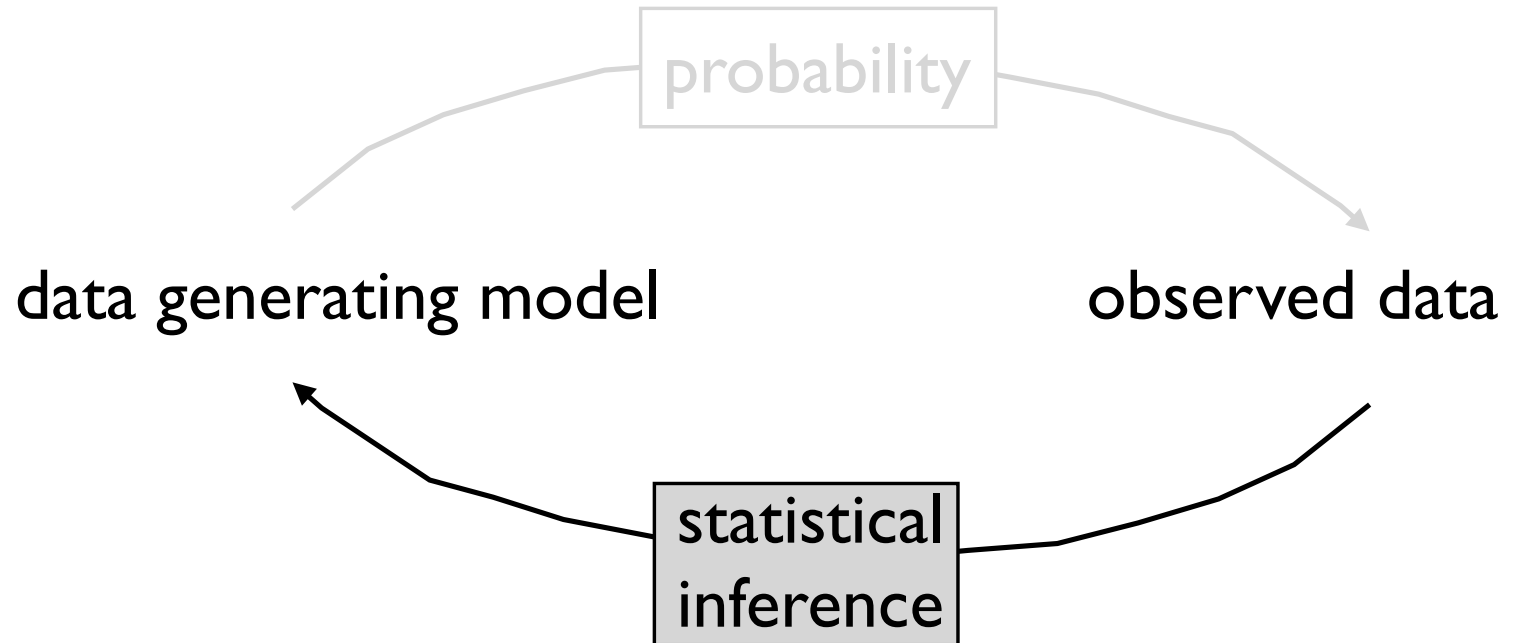 probability
data generating model
observed data
statistical
inference